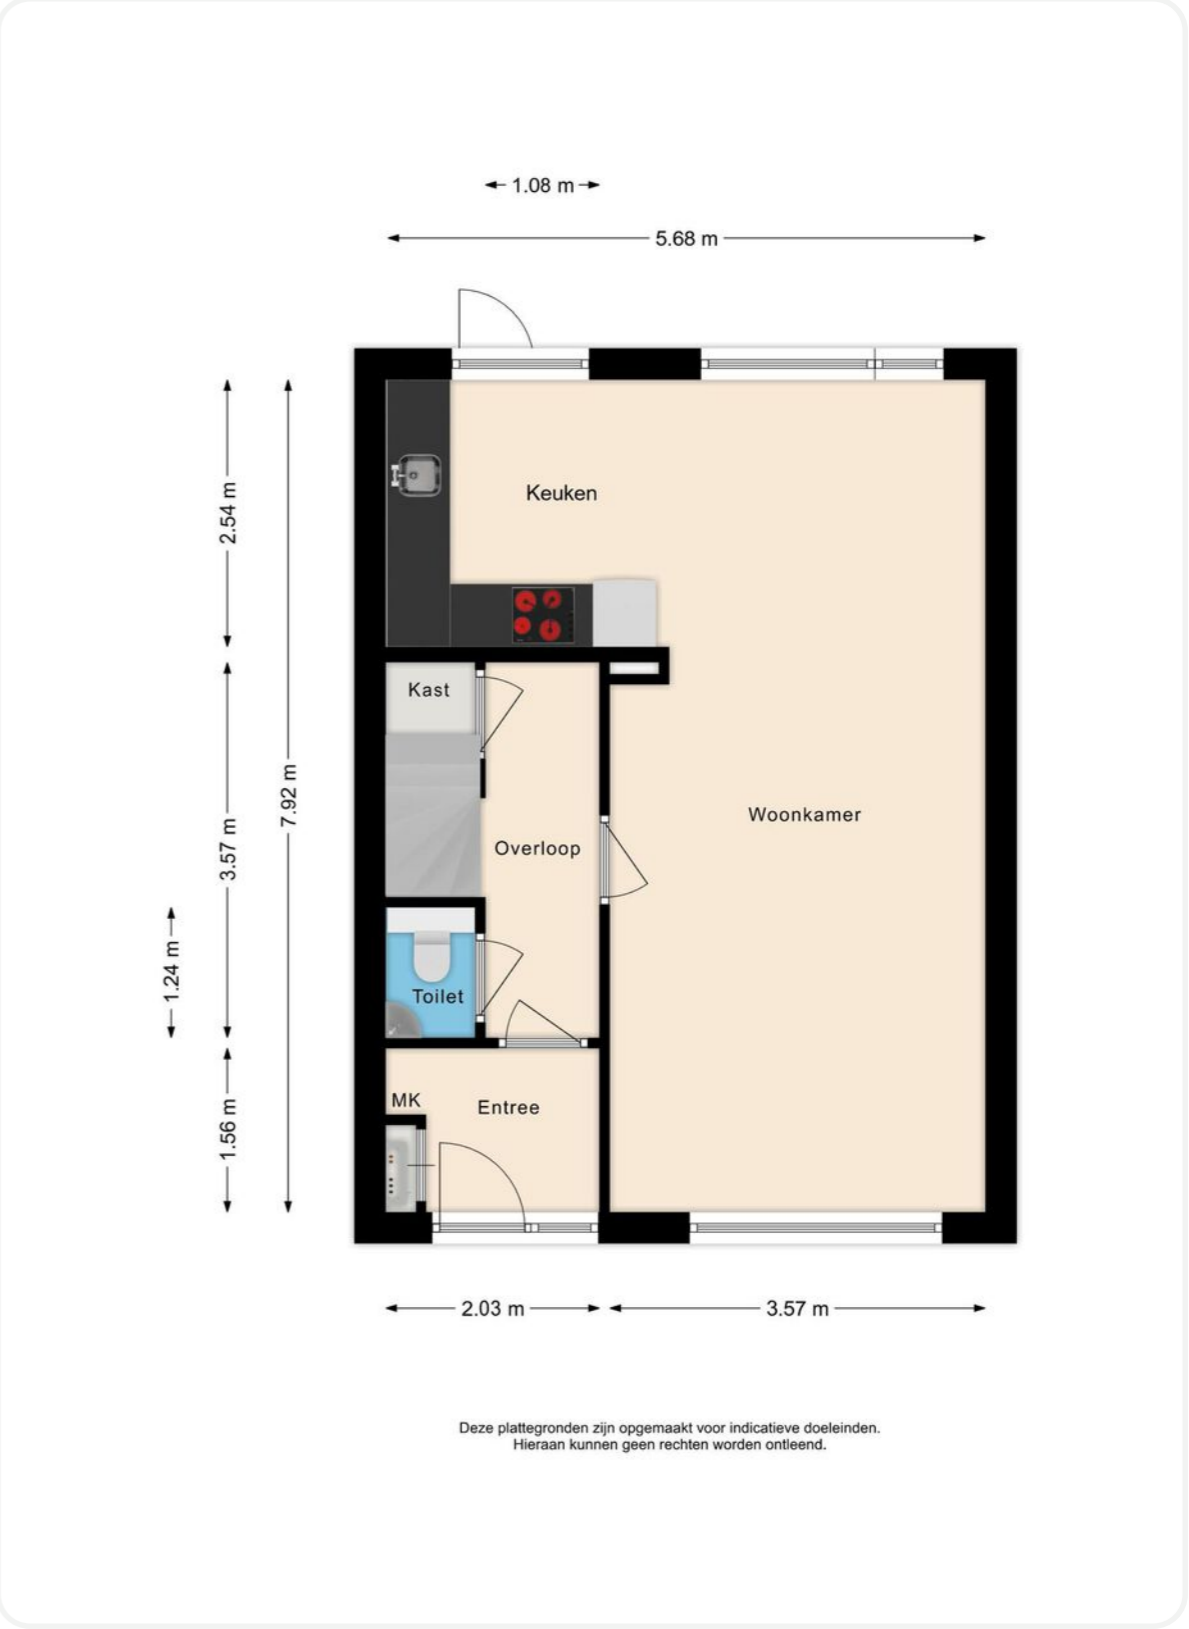 1.08 m
5.68 m
2.54 m
7.92 m
3.57 m
1.24 m
1.56 m
Keuken
Kast
Woonkamer
Overloop
Toilet
MK
Entree
2.03 m
3.57 m
Deze plattegronden zijn opgemaakt voor indicatieve doeleinden.
Hieraan kunnen geen rechten worden ontleend.